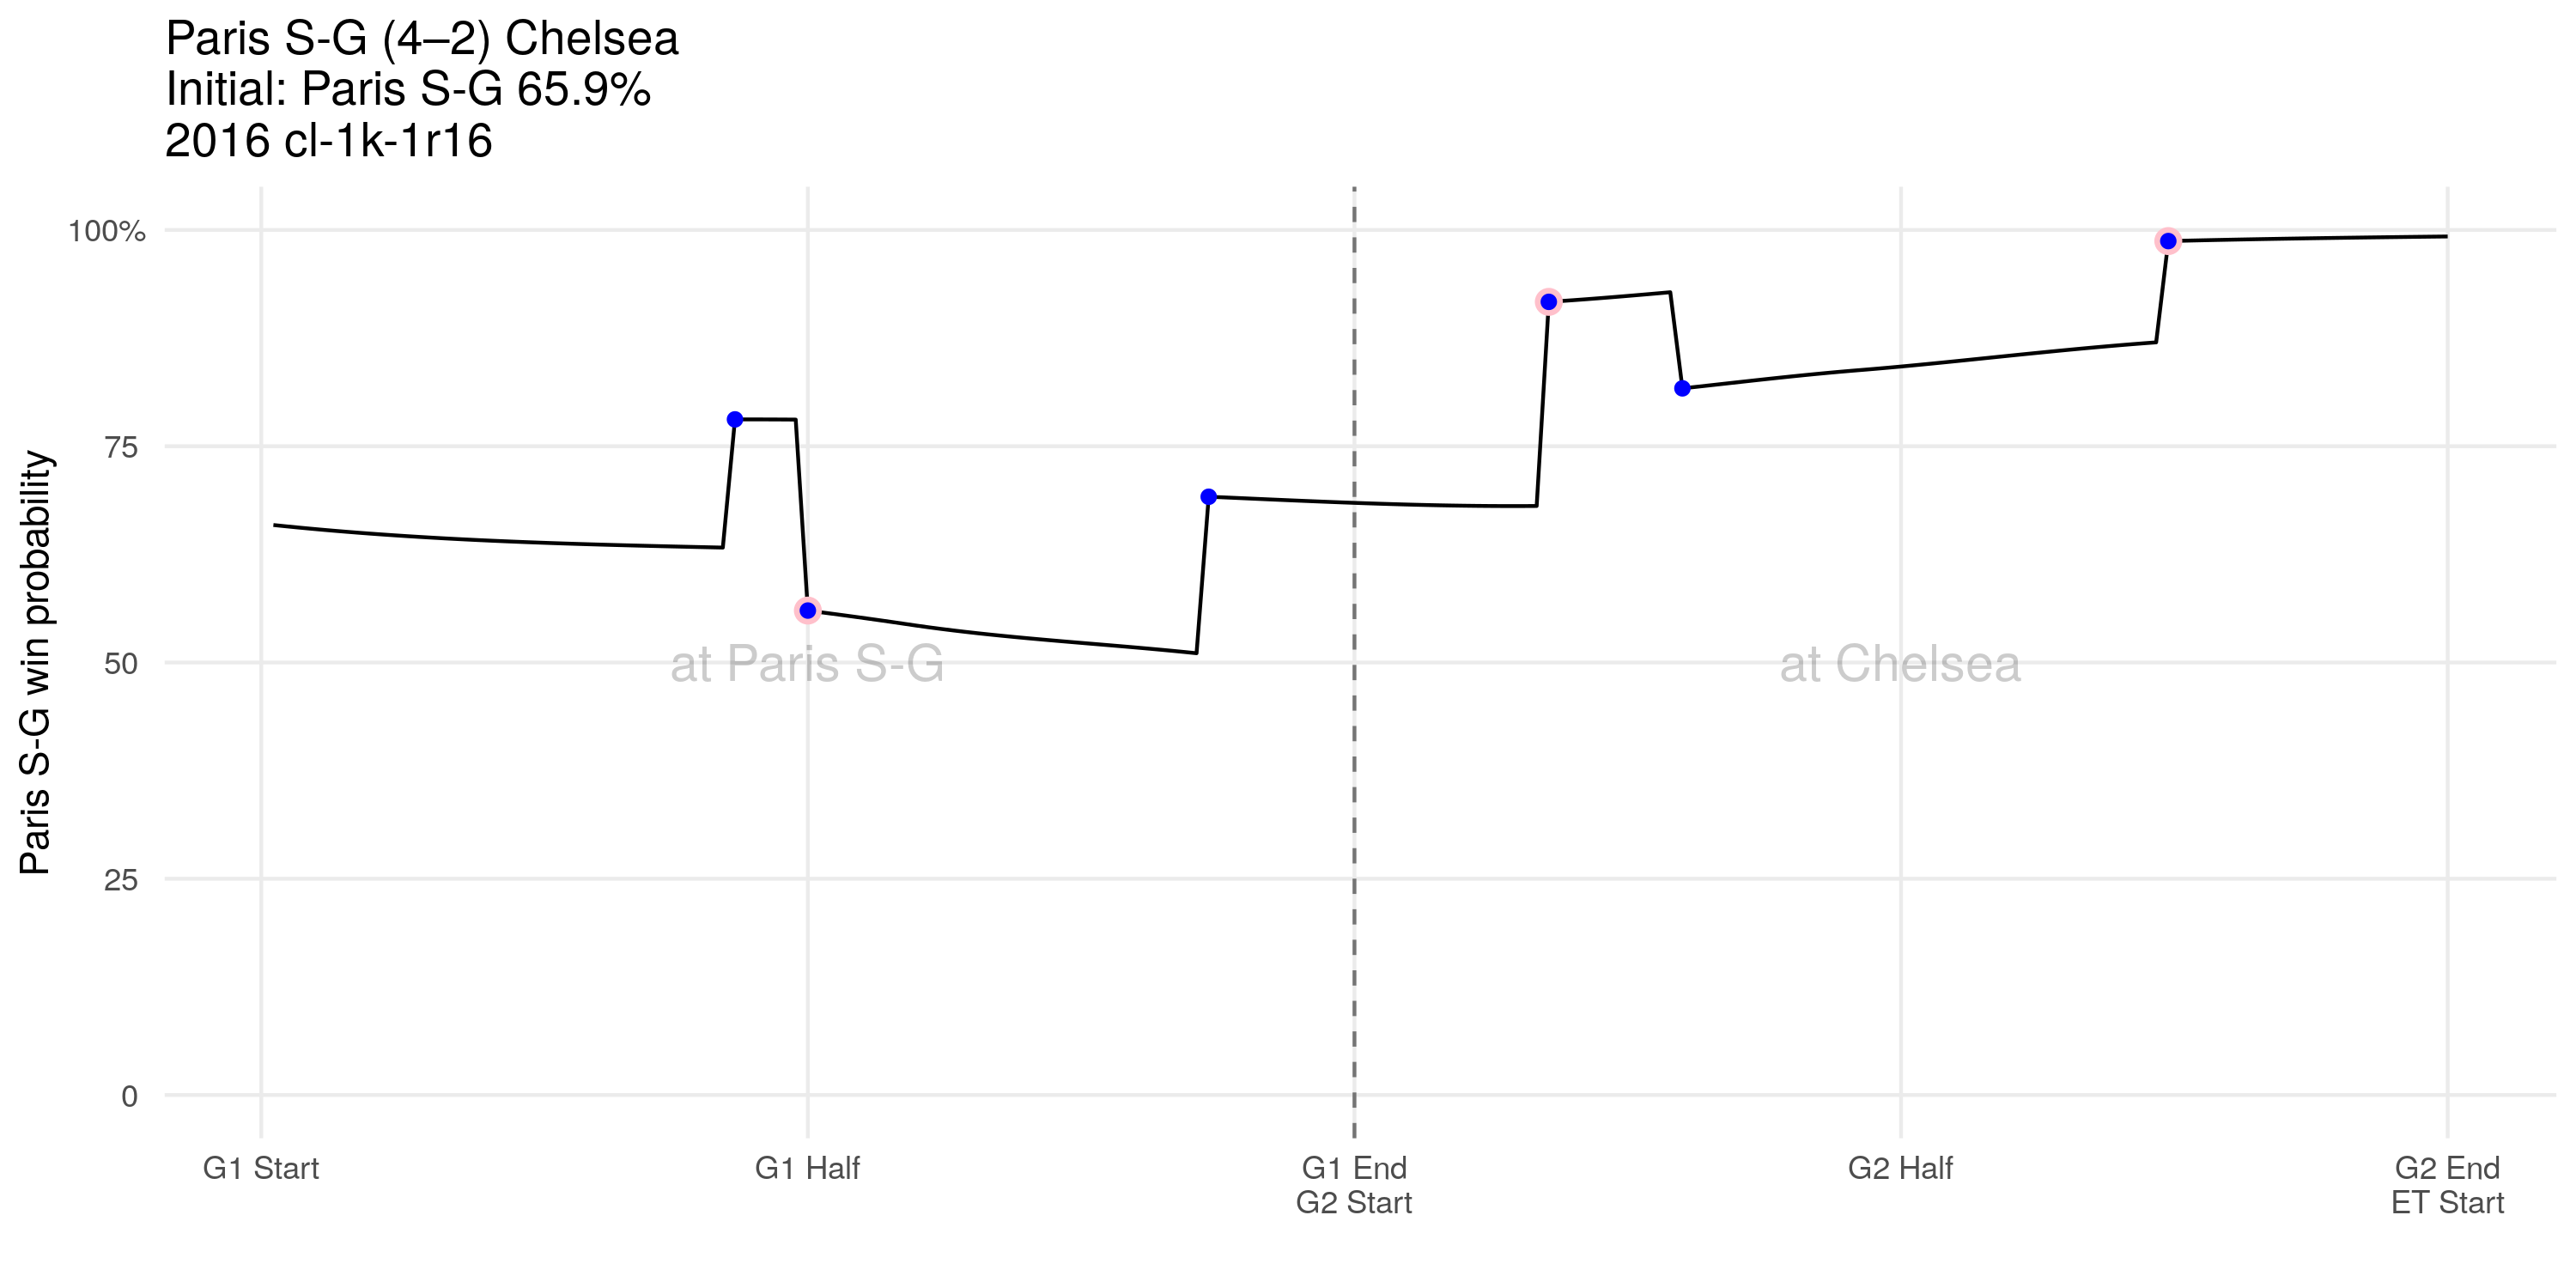 Paris S-G (4–2) Chelsea
Initial: Paris S-G 65.9%
2016 cl-1k-1r16
Paris S-G win probability
100%
75
50
25
0
at Paris S-G
at Chelsea
G1 Start
G1 Half
G1 End
G2 Start
G2 Half
G2 End
ET Start